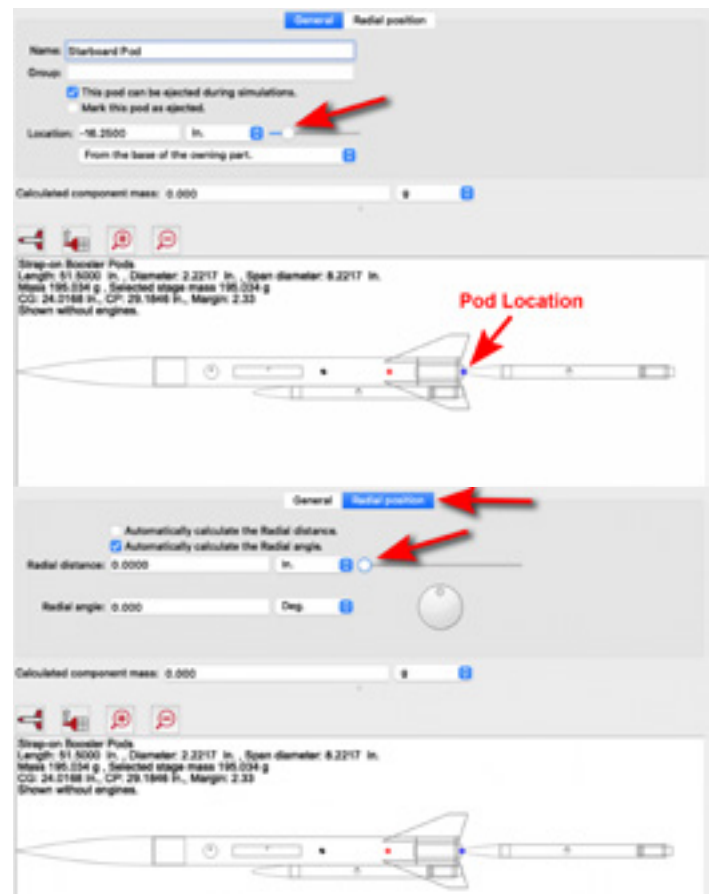 General Radial position
Name: Starboard Pod
Group:
This pod can be ejected during simulations.
Mark this pod as ejected.
Location: -16.2500 In.
From the base of the owning part.
Calculated component mass: 0.000 g
Strap-on Booster Pods
Length: 51.5000 In. , Diameter: 2.2217 In. , Span diameter: 8.2217 In.
Mass 195.034 g , Selected stage mass 195.034 g
CG: 24.0168 In., CP: 29.1846 In., Margin: 2.33
Shown without engines.
Pod Location
General Radial position
Automatically calculate the Radial distance.
Automatically calculate the Radial angle.
Radial distance: 0.0000 In.
Radial angle: 0.000 Deg.
Calculated component mass: 0.000 g
Strap-on Booster Pods
Length: 51.5000 In. , Diameter: 2.2217 In. , Span diameter: 8.2217 In.
Mass 195.034 g , Selected stage mass 195.034 g
CG: 24.0168 In., CP: 29.1846 In., Margin: 2.33
Shown without engines.